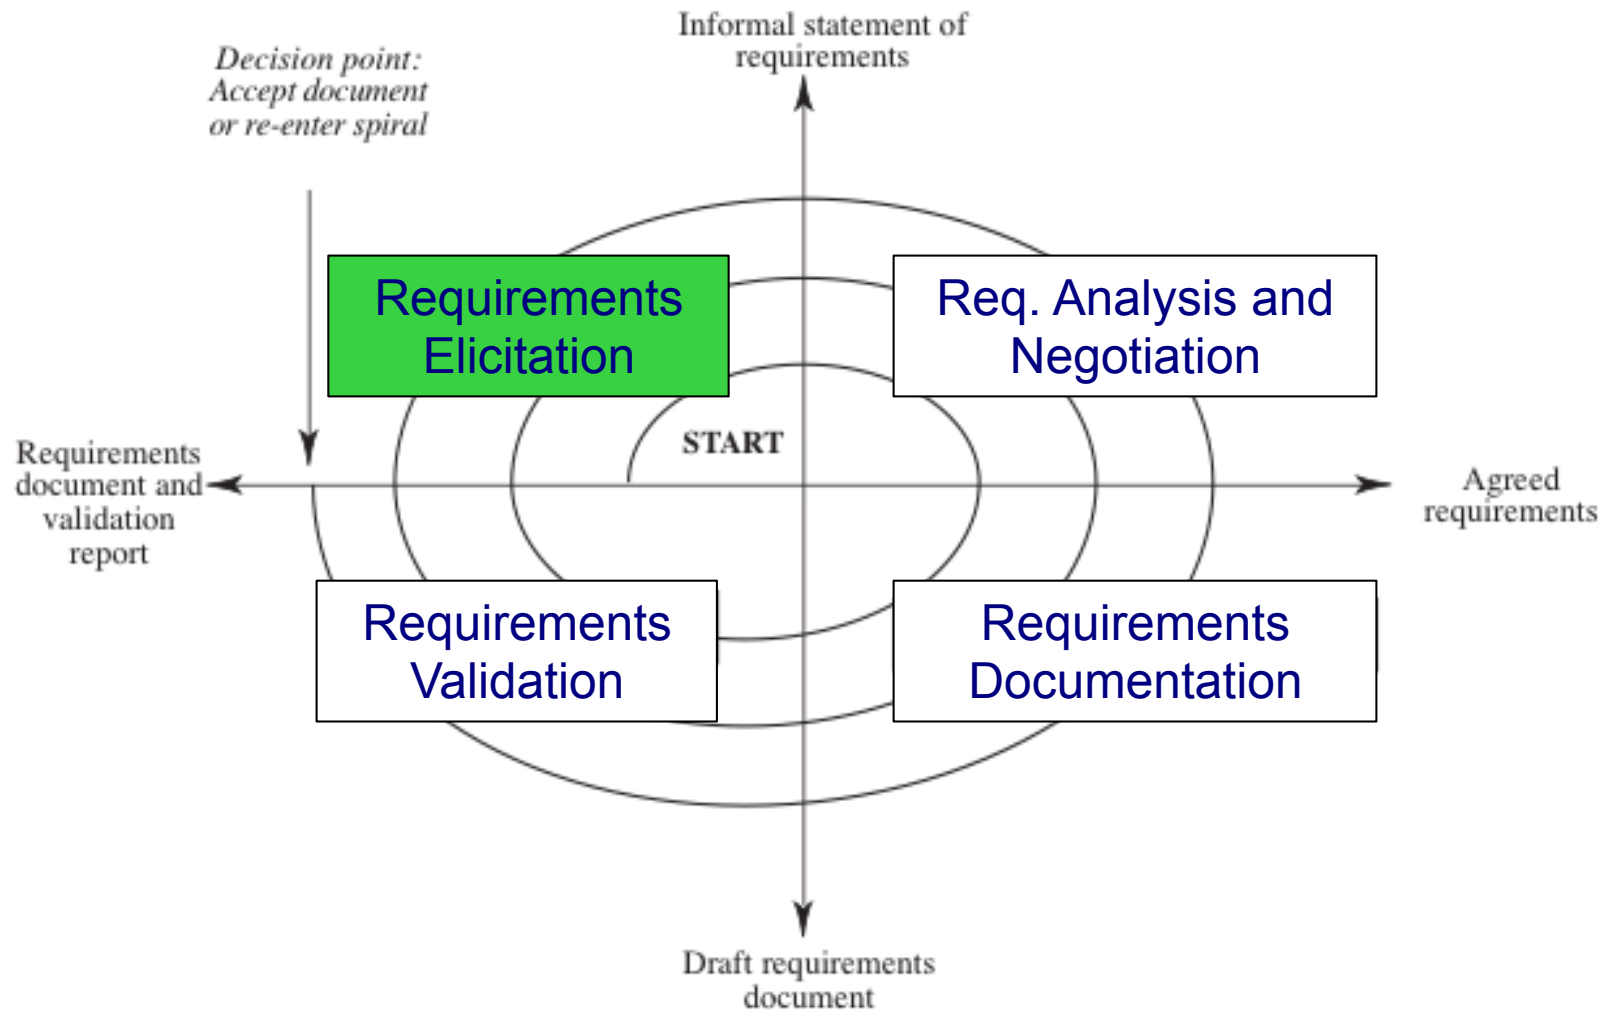 Informal statement of
requirements
Decision point:
Accept document
or re-enter spiral
Requirements
Elicitation
Req. Analysis and
Negotiation
START
Requirements
document and
validation
report
Agreed
requirements
Requirements
Validation
Requirements
Documentation
Draft requirements
document